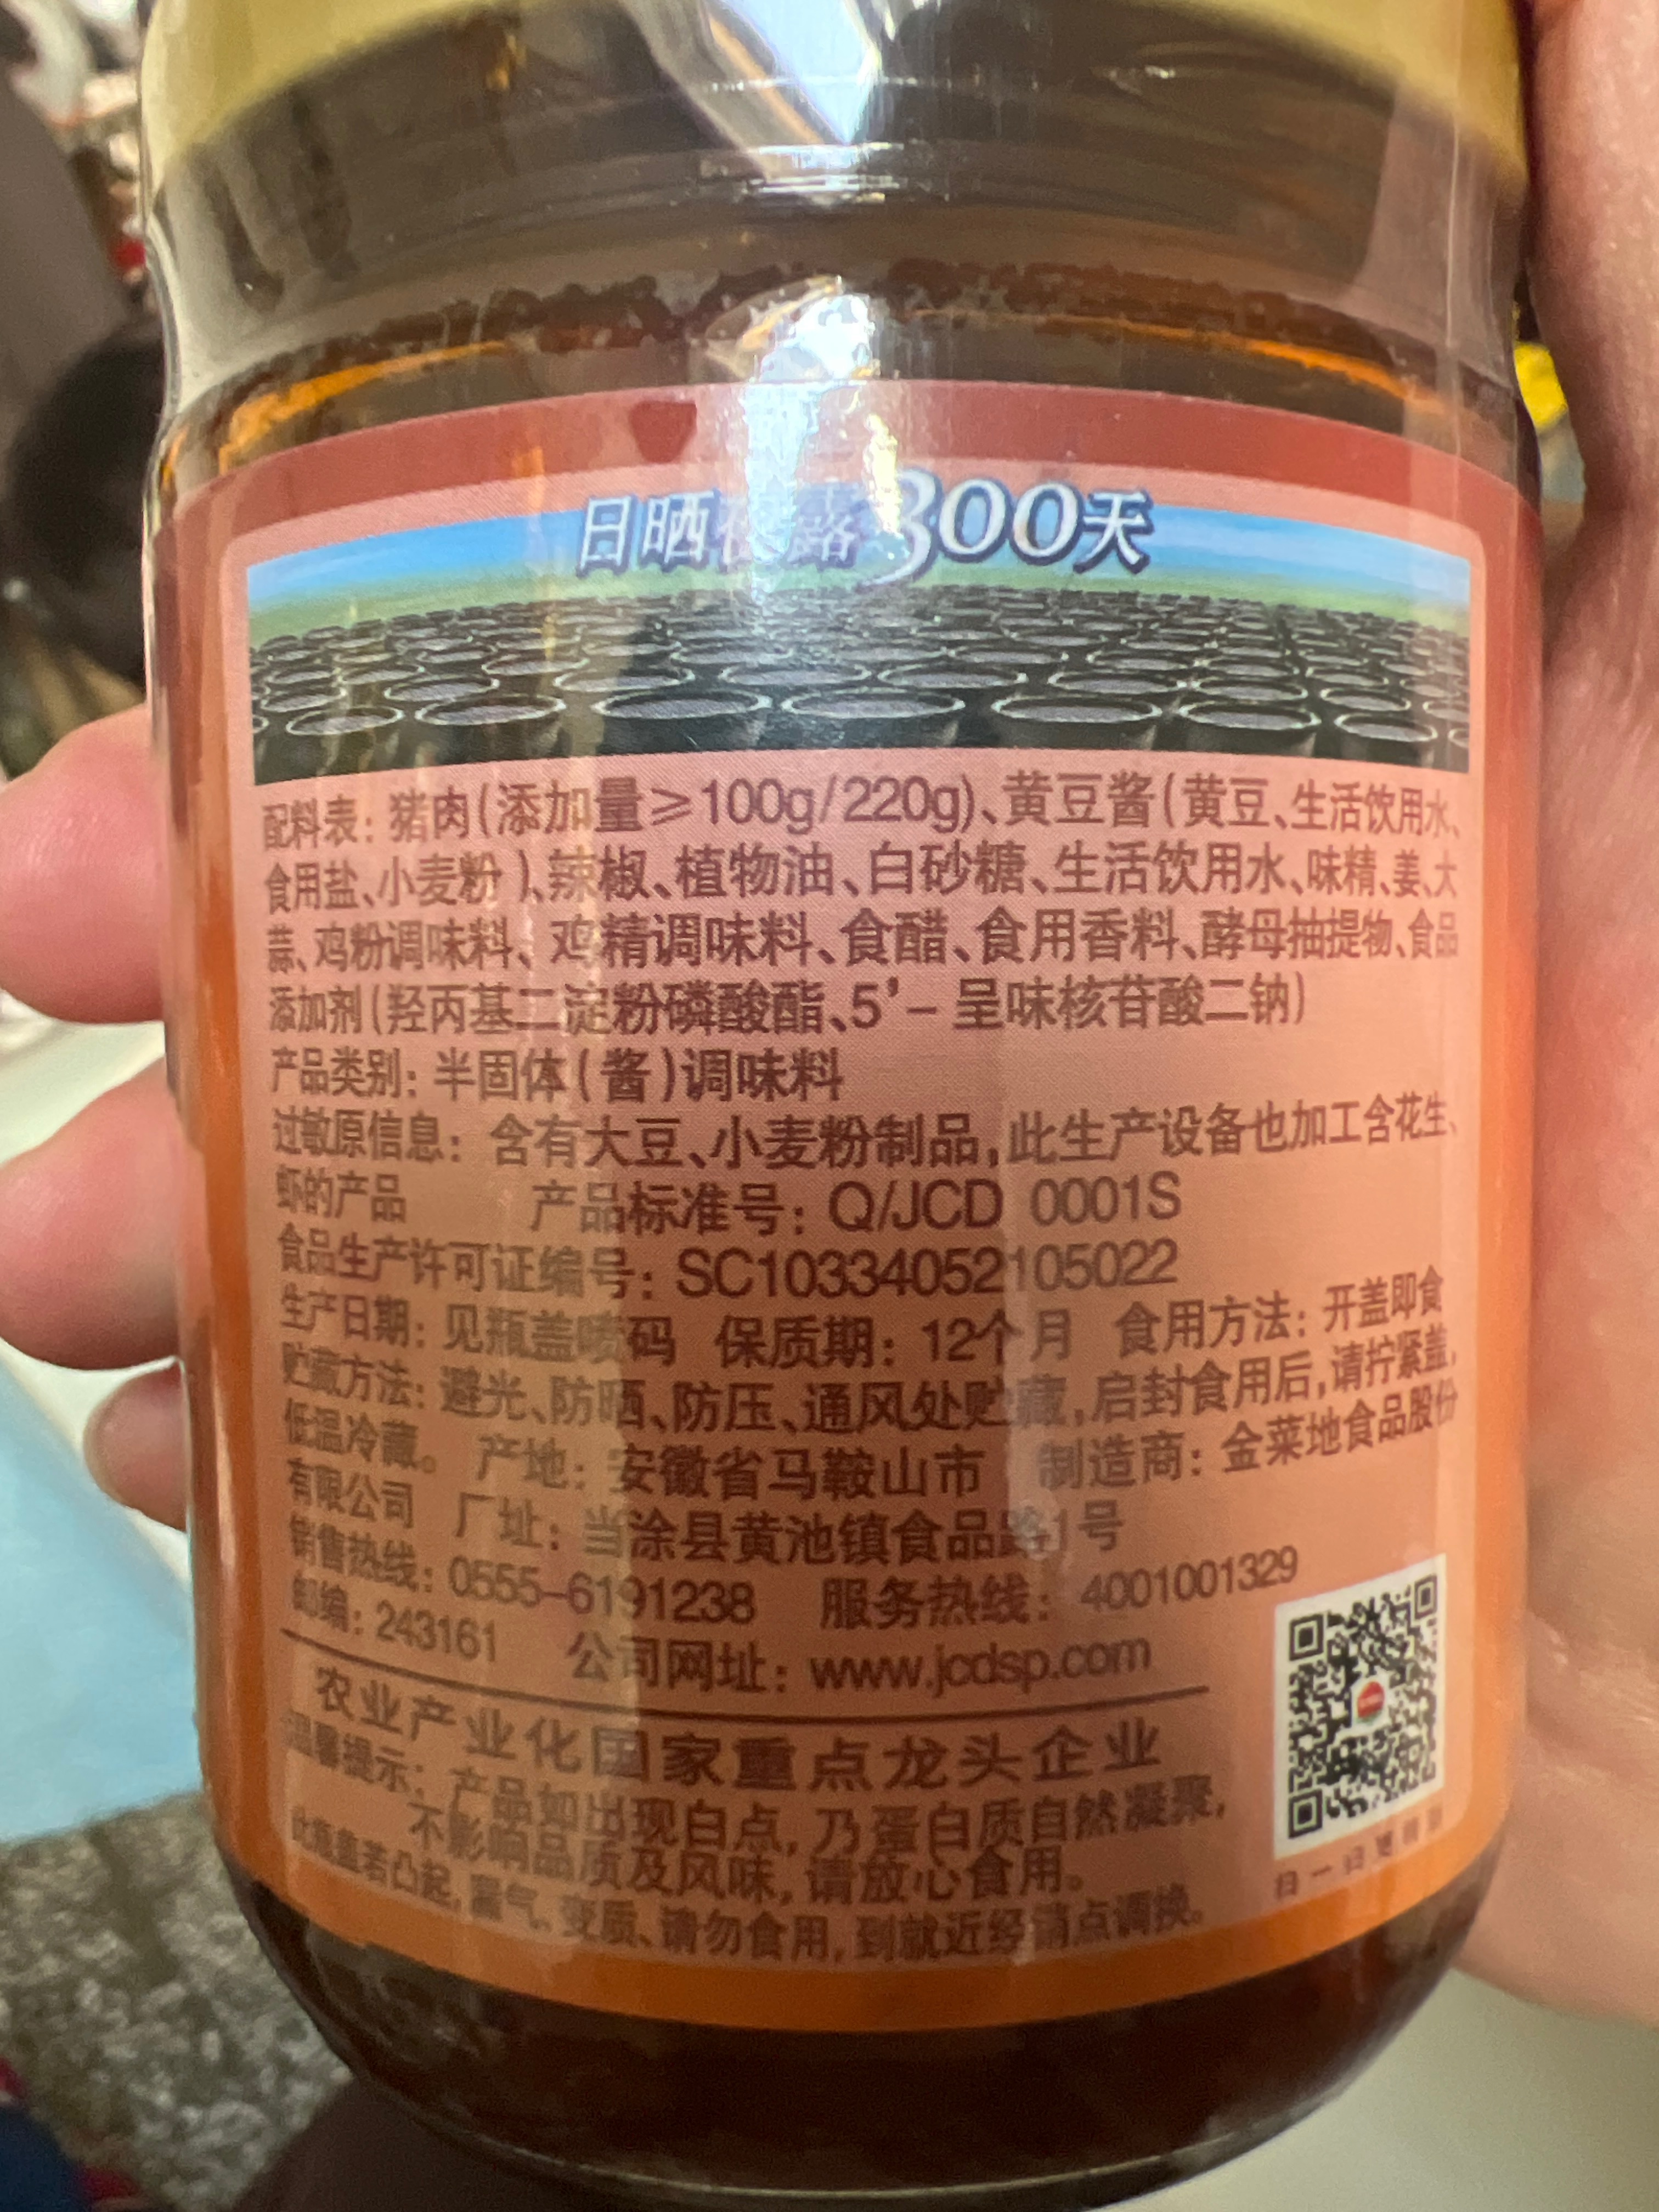 日晒夜露300天
配料表：猪肉(添加量≥100g/220g)、黄豆酱(黄豆、生活饮用水、
食用盐、小麦粉)、辣椒、植物油、白砂糖、生活饮用水、味精、姜、大
蒜、鸡粉调味料、鸡精调味料、食醋、食用香料、酵母抽提物、食品
添加剂(羟丙基二淀粉磷酸酯、5’-呈味核苷酸二钠)
产品类别：半固体(酱)调味料
过敏原信息：含有大豆、小麦粉制品,此生产设备也加工含花生、
虾的产品 产品标准号：Q/JCD 0001S
食品生产许可证编号：SC10334052105022
生产日期：见瓶盖喷码 保质期：12个月 食用方法：开盖即食
贮藏方法：避光、防晒、防压、通风处贮藏,启封食用后,请拧紧盖,
低温冷藏。 产地：安徽省马鞍山市 制造商：金菜地食品股份
有限公司 厂址：当涂县黄池镇食品路1号
销售热线：0555-6191238 服务热线：4001001329
邮编：243161 公司网址：www.jcdsp.com
农业产业化国家重点龙头企业
温馨提示：产品如出现白点,乃蛋白质自然凝聚,
不影响品质及风味,请放心食用。
此瓶盖若凸起,漏气、变质、请勿食用,到就近经销点调换。